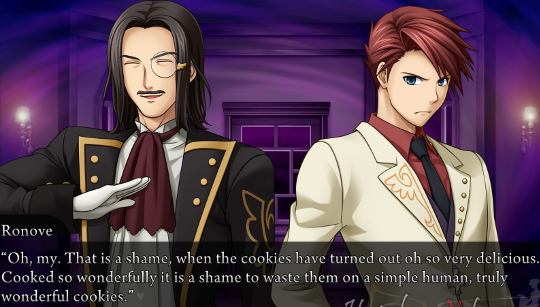 Ronove
“Oh, my. That is a shame, when the cookies have turned out oh so very delicious.
Cooked so wonderfully it is a shame to waste them on a simple human, truly
wonderful cookies.”